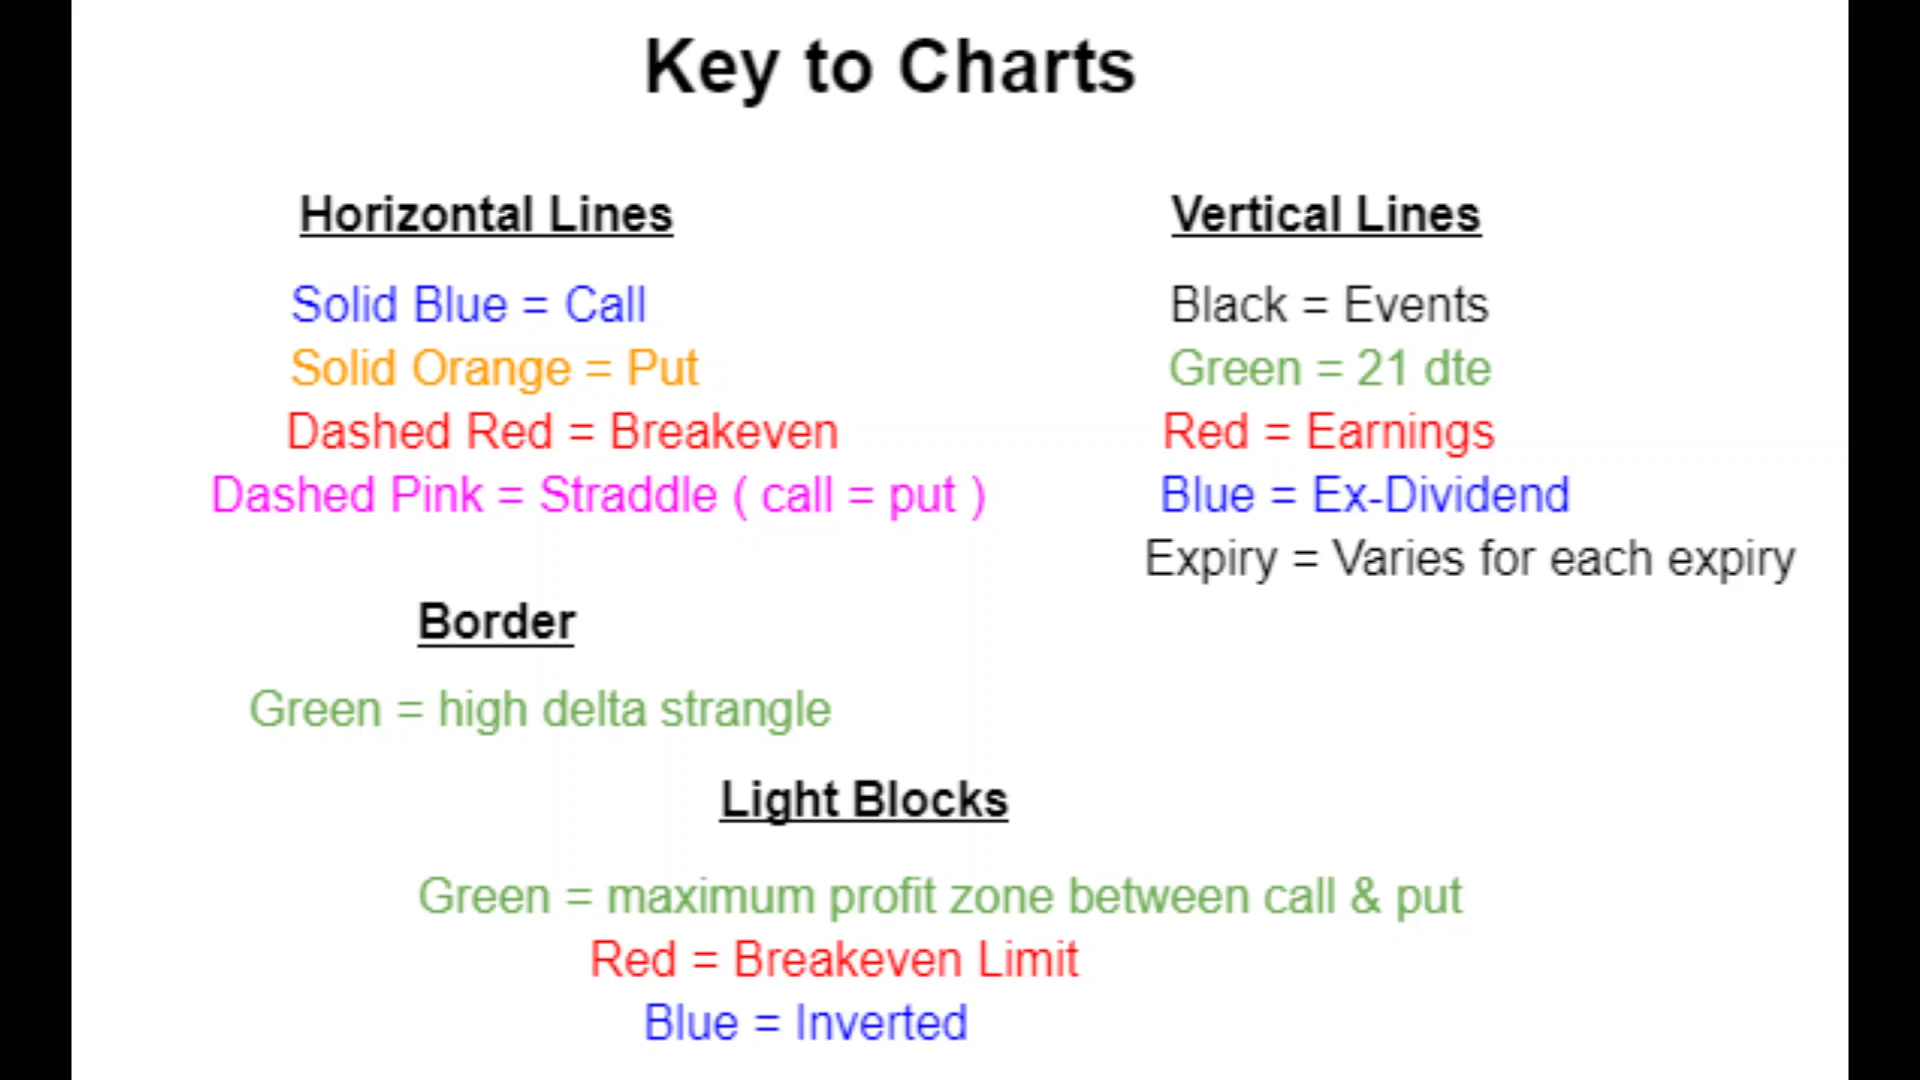 Key to Charts
Horizontal Lines
Solid Blue = Call
Solid Orange = Put
Dashed Red = Breakeven
Dashed Pink = Straddle ( call = put )
Vertical Lines
Black = Events
Green = 21 dte
Red = Earnings
Blue = Ex-Dividend
Expiry = Varies for each expiry
Border
Green = high delta strangle
Light Blocks
Green = maximum profit zone between call & put
Red = Breakeven Limit
Blue = Inverted